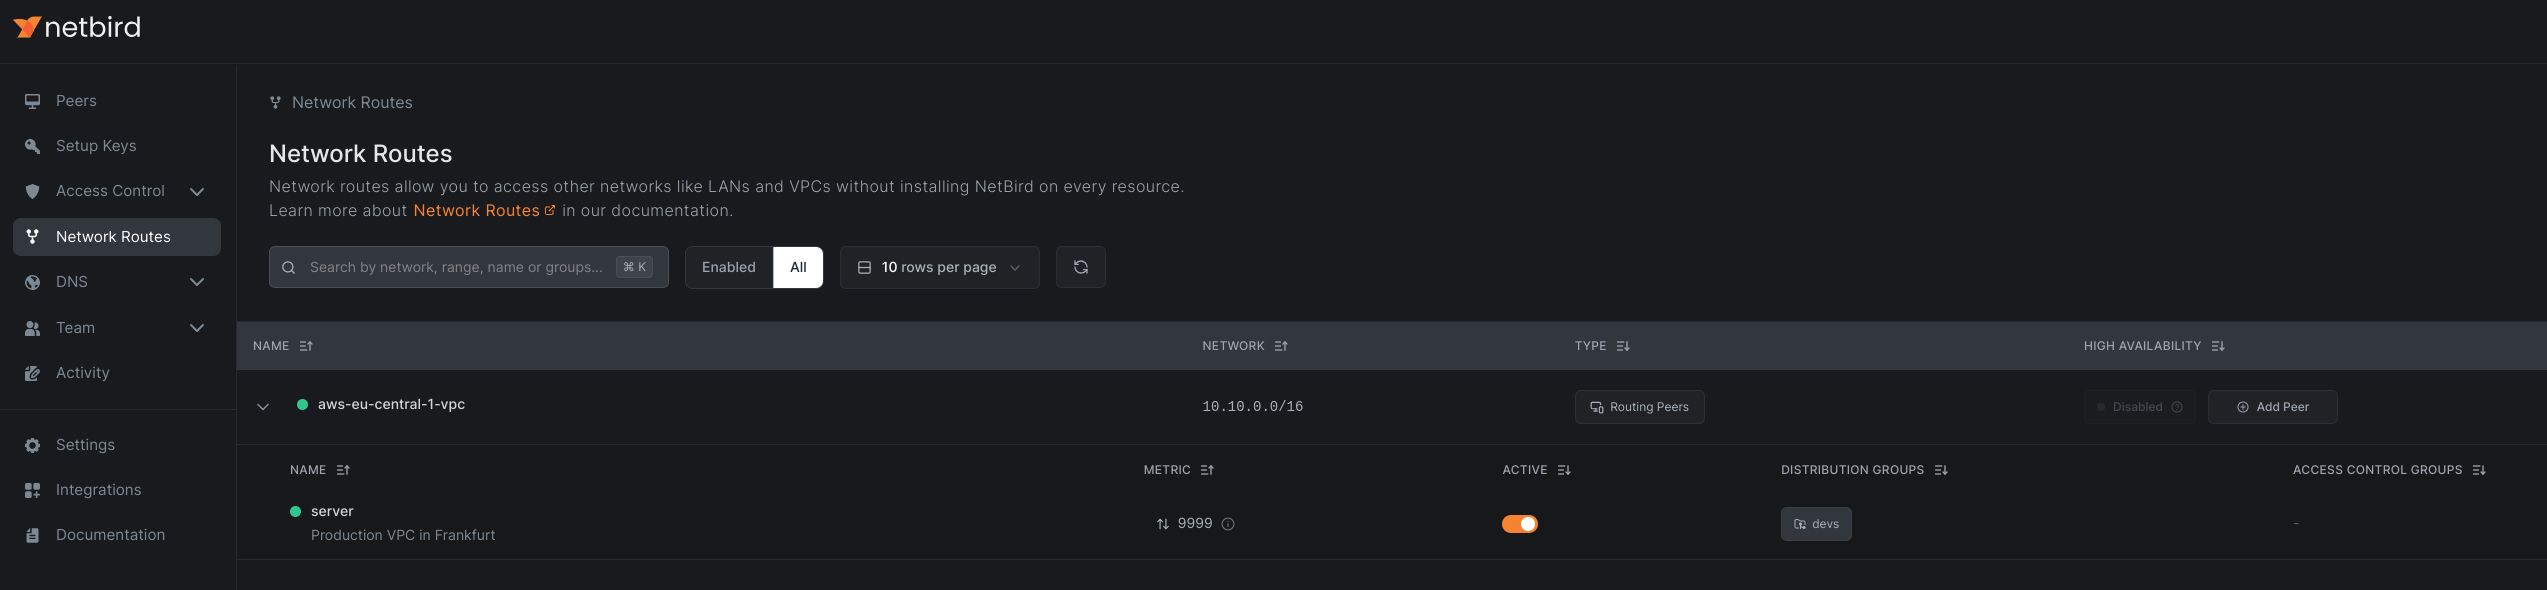 netbird
Peers
Setup Keys
Access Control
Network Routes
DNS
Team
Activity
Settings
Integrations
Documentation
Network Routes
Network Routes
Network routes allow you to access other networks like LANs and VPCs without installing NetBird on every resource.
Learn more about Network Routes in our documentation.
Search by network, range, name or groups... ⌘ K Enabled All 10 rows per page
NAME NETWORK TYPE HIGH AVAILABILITY
aws-eu-central-1-vpc 10.10.0.0/16 Routing Peers Disabled Add Peer
NAME METRIC ACTIVE DISTRIBUTION GROUPS ACCESS CONTROL GROUPS
server
Production VPC in Frankfurt 9999 devs -